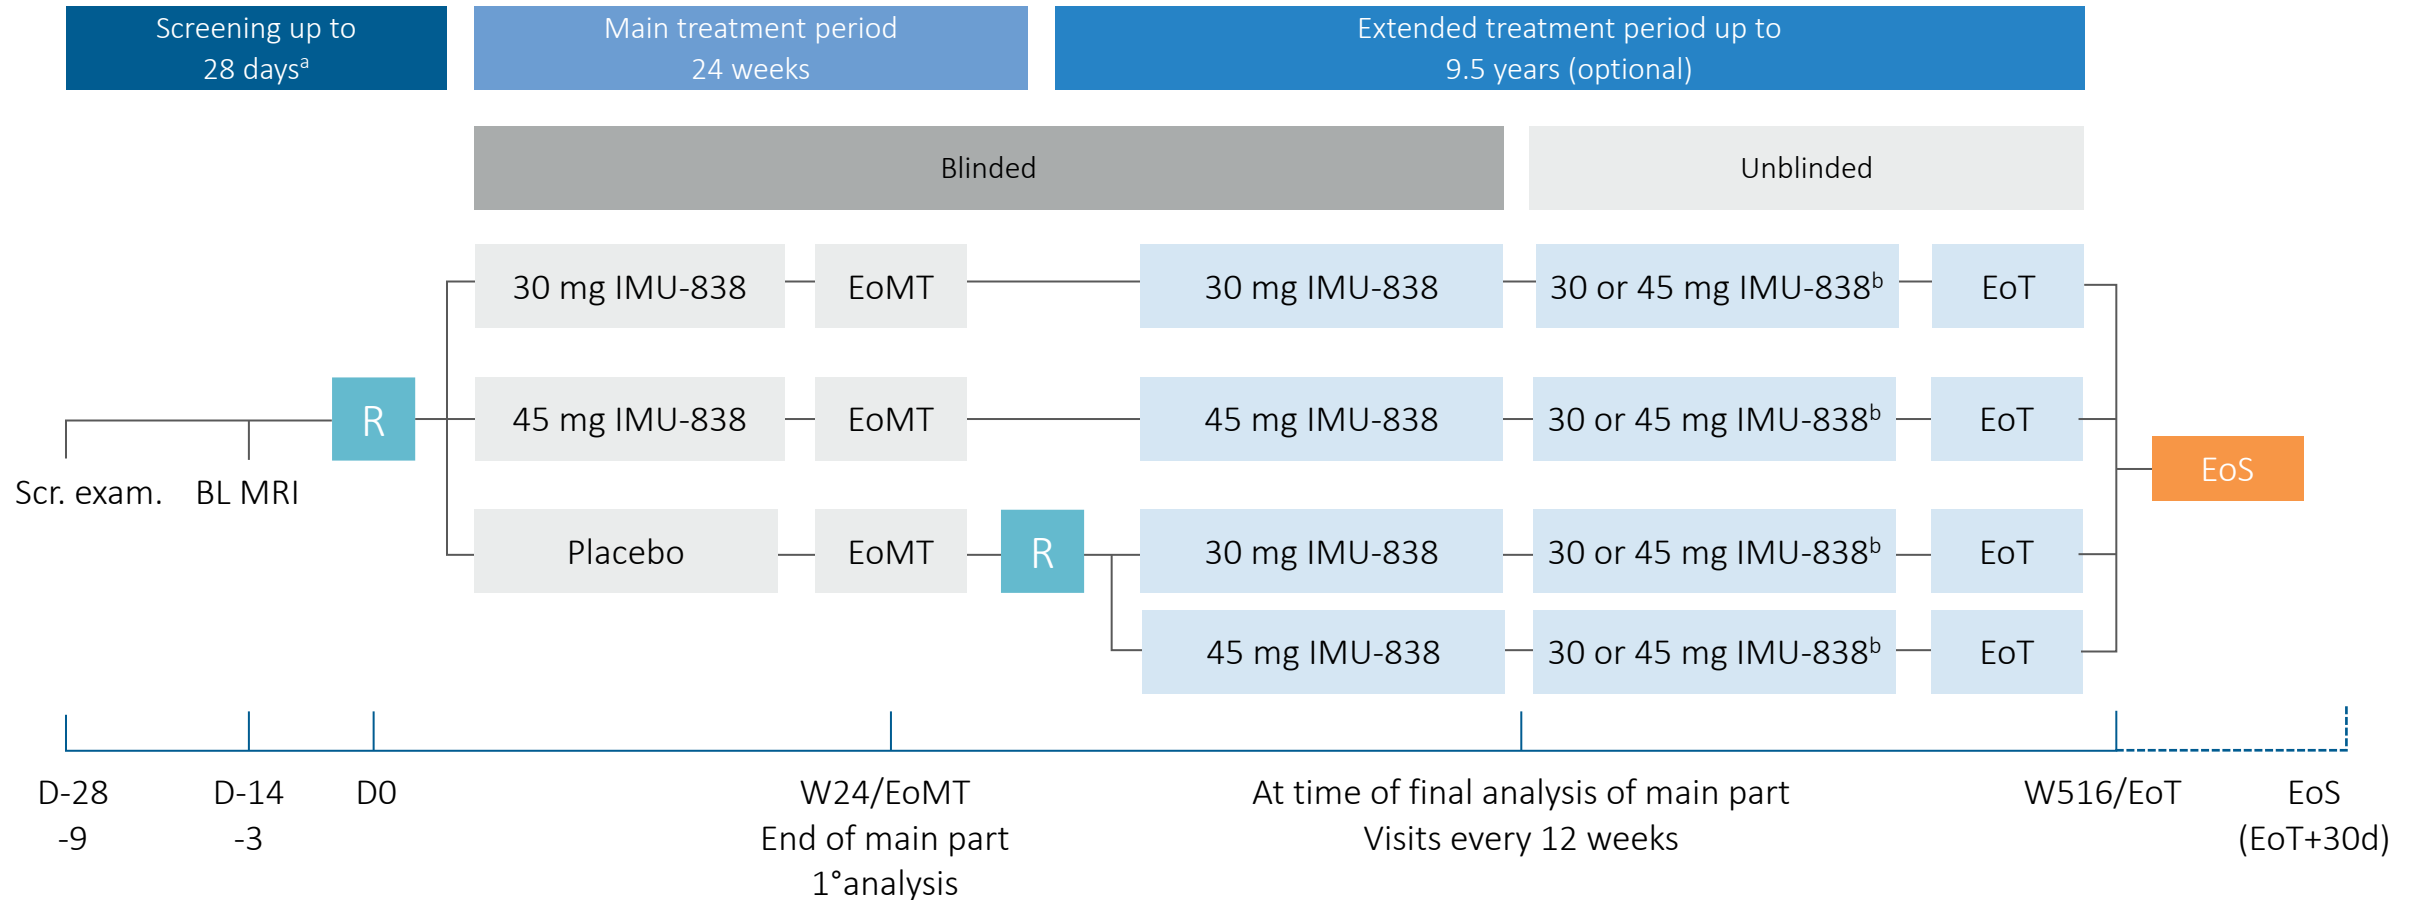 Screening up to
28 daysᵃ
Main treatment period
24 weeks
Extended treatment period up to
9.5 years (optional)
Blinded
Unblinded
30 mg IMU-838
EoMT
30 mg IMU-838
30 or 45 mg IMU-838ᵇ
EoT
R
45 mg IMU-838
EoMT
45 mg IMU-838
30 or 45 mg IMU-838ᵇ
EoT
Scr. exam.
BL MRI
EoS
Placebo
EoMT
R
30 mg IMU-838
30 or 45 mg IMU-838ᵇ
EoT
45 mg IMU-838
30 or 45 mg IMU-838ᵇ
EoT
D-28
-9
D-14
-3
D0
W24/EoMT
End of main part
1°analysis
At time of final analysis of main part
Visits every 12 weeks
W516/EoT
EoS
(EoT+30d)